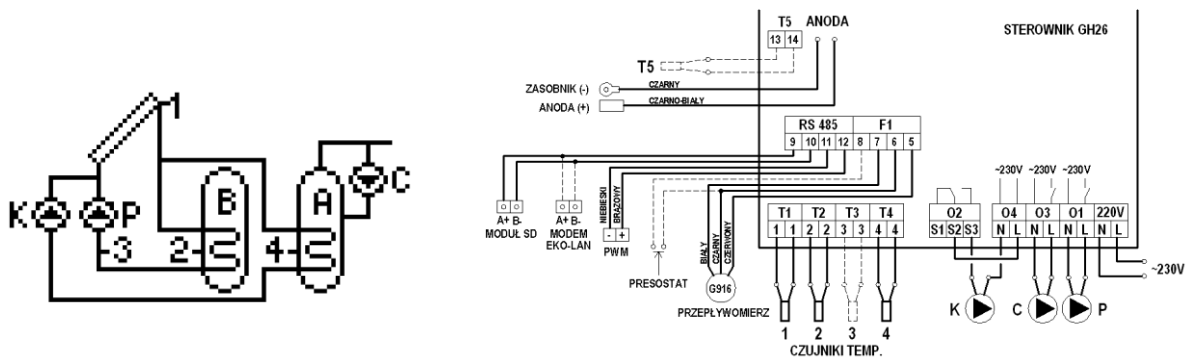 1
K
P
B
A
C
3
2
4
T5 ANODA
13 14
STEROWNIK GH26
T5
ZASOBNIK (-)
CZARNY
ANODA (+)
CZARNO-BIAŁY
RS 485 F1
9 10 11 12 8 7 6 5
A+ B-
MODUŁ SD
A+ B-
MODEM
EKO-LAN
NIEBIESKI
BRĄZOWY
- +
PWM
PRESOSTAT
BIAŁY
CZARNY
CZERWONY
G916
PRZEPŁYWOMIERZ
T1 T2 T3 T4
1 1 2 2 3 3 4 4
1 2 3 4
CZUJNIKI TEMP.
~230V ~230V ~230V
O2 O4 O3 O1 220V
S1 S2 S3 N L N L N L N L
~230V
K C P